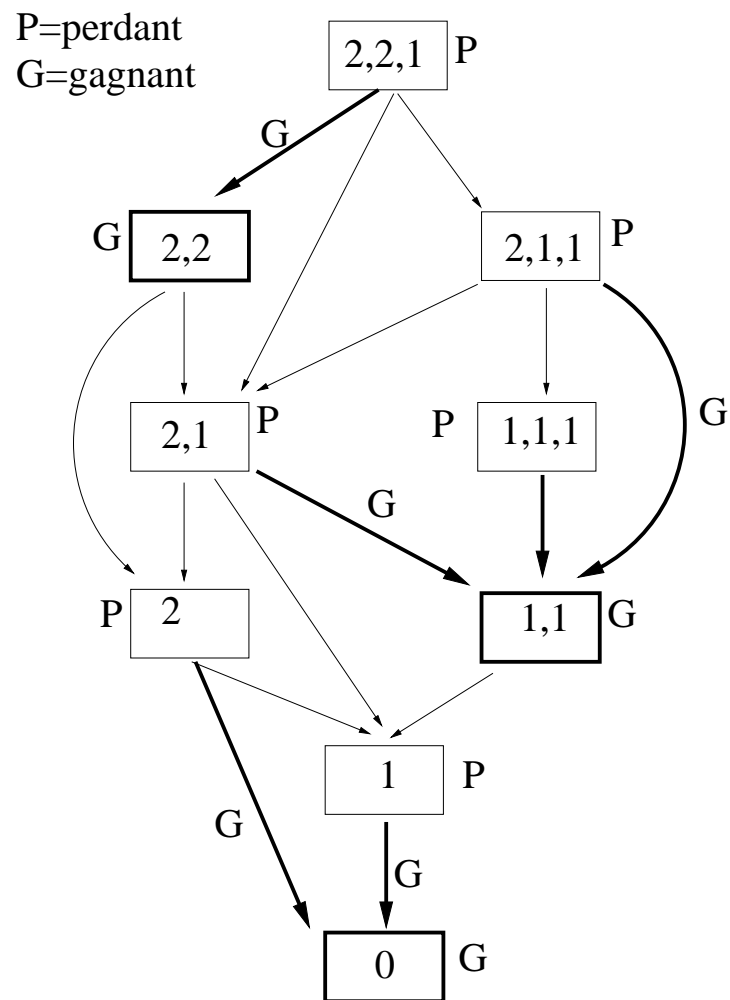 P=perdant
G=gagnant
2,2,1 P
G
G 2,2
2,1,1 P
2,1 P
P 1,1,1
G
G
P 2
1,1 G
1 P
G
G
0 G